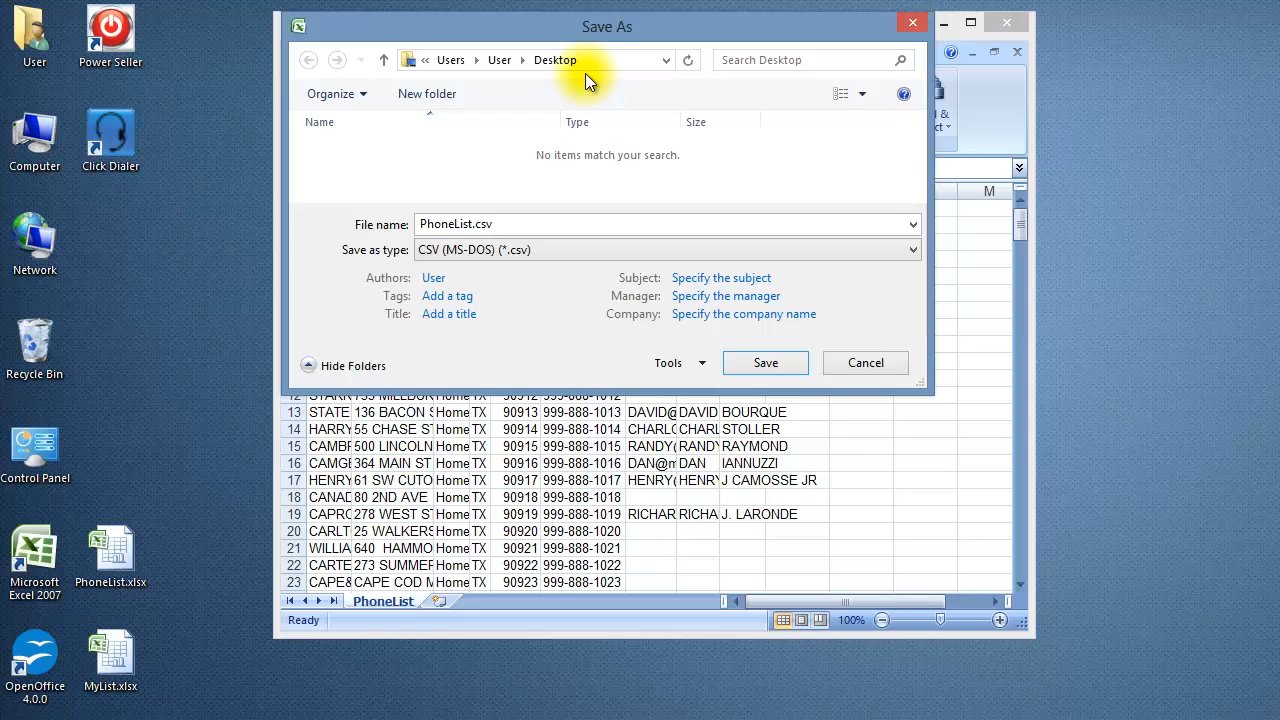 User
Power Seller
Computer
Click Dialer
Network
Recycle Bin
Control Panel
Microsoft
Excel 2007
PhoneList.xlsx
OpenOffice
4.0.0
MyList.xlsx
Save As
Users User Desktop
Search Desktop
Organize New folder
Name Type Size
No items match your search.
File name: PhoneList.csv
Save as type: CSV (MS-DOS) (*.csv)
Authors: User Subject: Specify the subject
Tags: Add a tag Manager: Specify the manager
Title: Add a title Company: Specify the company name
Hide Folders Tools Save Cancel
M
13 STATE 136 BACON S Home TX 90913 999-888-1013 DAVID@ DAVID BOURQUE
14 HARRY 55 CHASE ST Home TX 90914 999-888-1014 CHARLO CHARL STOLLER
15 CAMBR 500 LINCOLN Home TX 90915 999-888-1015 RANDY( RANDY RAYMOND
16 CAMGE 364 MAIN ST Home TX 90916 999-888-1016 DAN@m DAN IANNUZZI
17 HENRY 61 SW CUTO Home TX 90917 999-888-1017 HENRY( HENRY J CAMOSSE JR
18 CANAD 80 2ND AVE Home TX 90918 999-888-1018
19 CAPRO 278 WEST ST Home TX 90919 999-888-1019 RICHAR RICHA J. LARONDE
20 CARLT 25 WALKERS Home TX 90920 999-888-1020
21 WILLIA 640 HAMMO Home TX 90921 999-888-1021
22 CARTE 273 SUMMER Home TX 90922 999-888-1022
23 CAPE& CAPE COD M Home TX 90923 999-888-1023
PhoneList
Ready 100%